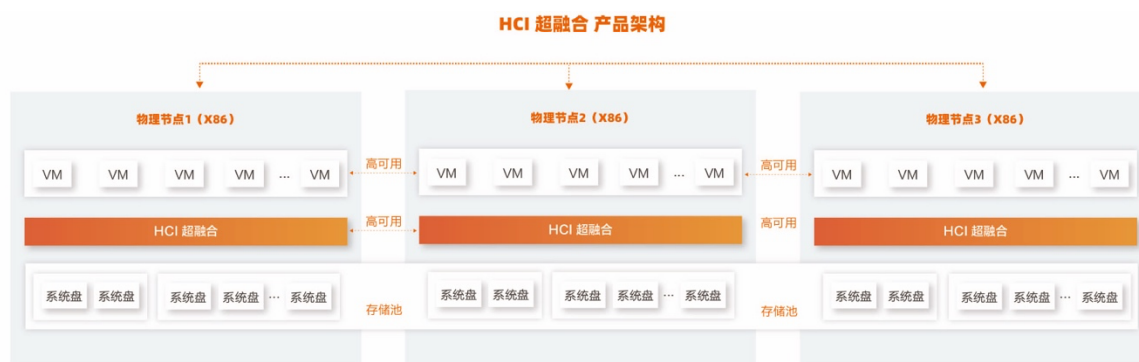 HCI 超融合 产品架构
物理节点1（X86）
物理节点2（X86）
物理节点3（X86）
VM VM VM VM ... VM
高可用
VM VM VM VM ... VM
高可用
VM VM VM VM ... VM
HCI 超融合
高可用
HCI 超融合
高可用
HCI 超融合
系统盘 系统盘 系统盘 系统盘 ... 系统盘
存储池
系统盘 系统盘 系统盘 系统盘 ... 系统盘
存储池
系统盘 系统盘 系统盘 系统盘 ... 系统盘